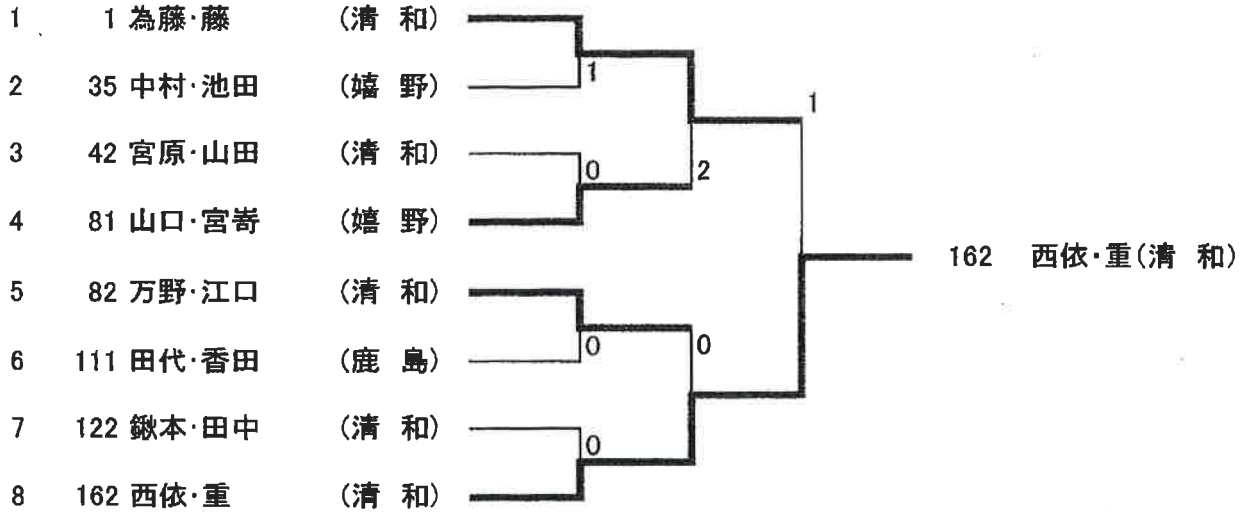 1 1 為藤・藤 (清 和)
1
1
2 35 中村・池田 (嬉 野)
3 42 宮原・山田 (清 和)
0 2
4 81 山口・宮嵜 (嬉 野)
162 西依・重(清 和)
5 82 万野・江口 (清 和)
0 0
6 111 田代・香田 (鹿 島)
7 122 鍬本・田中 (清 和)
0
8 162 西依・重 (清 和)